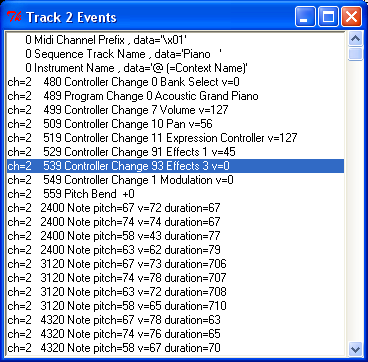 74 Track 2 Events
0 Midi Channel Prefix , data='\x01'
0 Sequence Track Name , data='Piano   '
0 Instrument Name , data='@ (=Context Name)'
ch=2 480 Controller Change 0 Bank Select v=0
ch=2 489 Program Change 0 Acoustic Grand Piano
ch=2 499 Controller Change 7 Volume v=127
ch=2 509 Controller Change 10 Pan v=56
ch=2 519 Controller Change 11 Expression Controller v=127
ch=2 529 Controller Change 91 Effects 1 v=45
ch=2 539 Controller Change 93 Effects 3 v=0
ch=2 549 Controller Change 1 Modulation v=0
ch=2 559 Pitch Bend  +0
ch=2 2400 Note pitch=67 v=72 duration=67
ch=2 2400 Note pitch=74 v=74 duration=67
ch=2 2400 Note pitch=58 v=43 duration=77
ch=2 2400 Note pitch=63 v=62 duration=79
ch=2 3120 Note pitch=67 v=73 duration=706
ch=2 3120 Note pitch=74 v=78 duration=707
ch=2 3120 Note pitch=63 v=72 duration=708
ch=2 3120 Note pitch=58 v=65 duration=710
ch=2 4320 Note pitch=67 v=78 duration=63
ch=2 4320 Note pitch=74 v=76 duration=65
ch=2 4320 Note pitch=58 v=67 duration=70